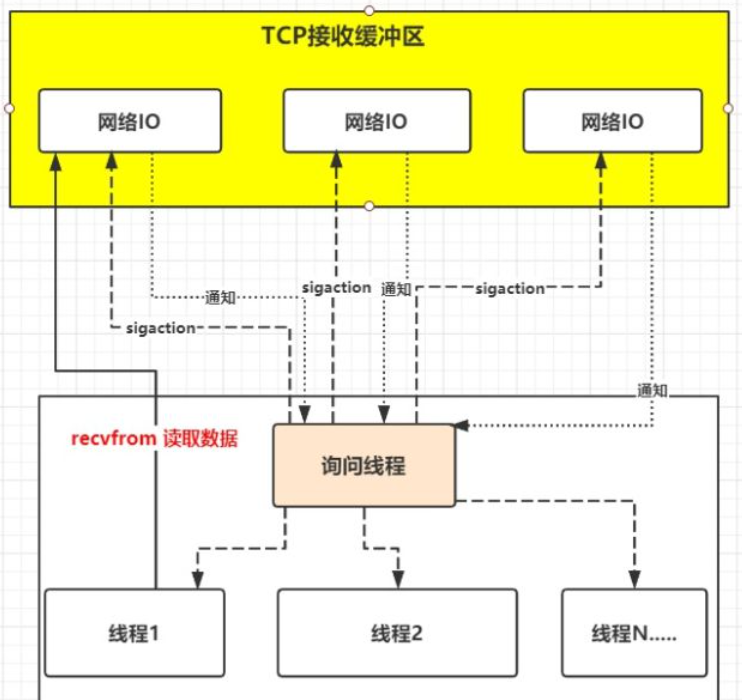 TCP接收缓冲区
网络IO
网络IO
网络IO
通知
sigaction
sigaction
通知
sigaction
通知
recvfrom 读取数据
询问线程
线程1
线程2
线程N.....